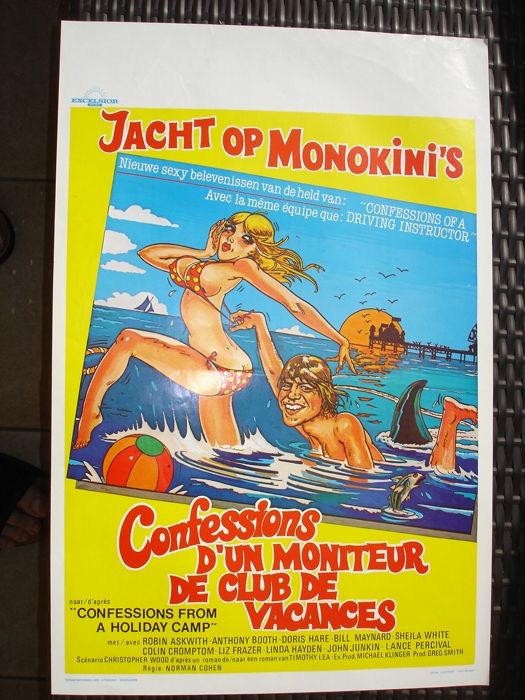 EXCELSIOR
JACHT OP MONOKINI'S
Nieuwe sexy belevenissen van de held van: "CONFESSIONS OF A
Avec la même équipe que: DRIVING INSTRUCTOR"
Confessions
D'UN MONITEUR
DE CLUB DE
VACANCES
naar/d'après
"CONFESSIONS FROM
A HOLIDAY CAMP"
met/avec ROBIN ASKWITH · ANTHONY BOOTH · DORIS HARE · BILL MAYNARD · SHEILA WHITE
COLIN CROMPTOM · LIZ FRAZER · LINDA HAYDEN · JOHN JUNKIN · LANCE PERCIVAL
Scénario CHRISTOPHER WOOD d'après un roman de/naar een roman van TIMOTHY LEA · Ex. Prod. MICHAEL KLINGER · Prod. GREG SMITH
Regie · NORMAN COHEN